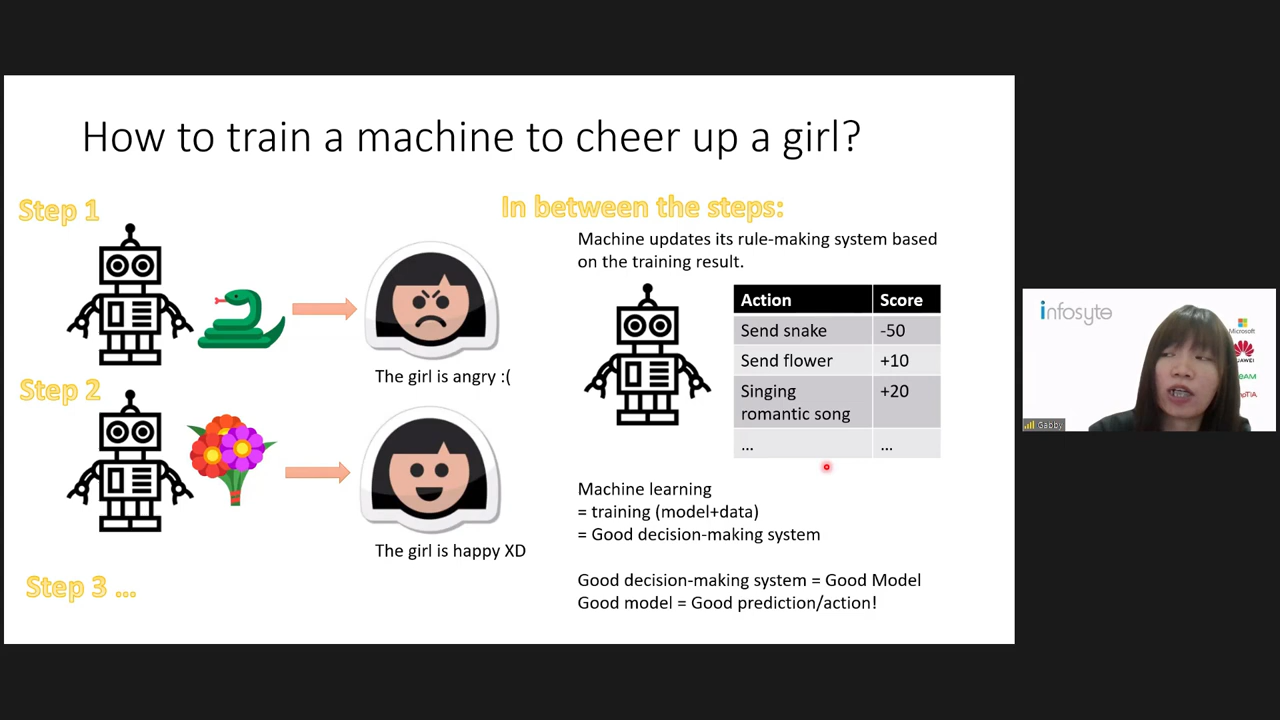 How to train a machine to cheer up a girl?
Step 1
The girl is angry :(
Step 2
The girl is happy XD
Step 3 ...
In between the steps:
Machine updates its rule-making system based
on the training result.
Action Score
Send snake -50
Send flower +10
Singing
romantic song +20
... ...
Machine learning
= training (model+data)
= Good decision-making system
Good decision-making system = Good Model
Good model = Good prediction/action!
infosyte
Microsoft
Gabby